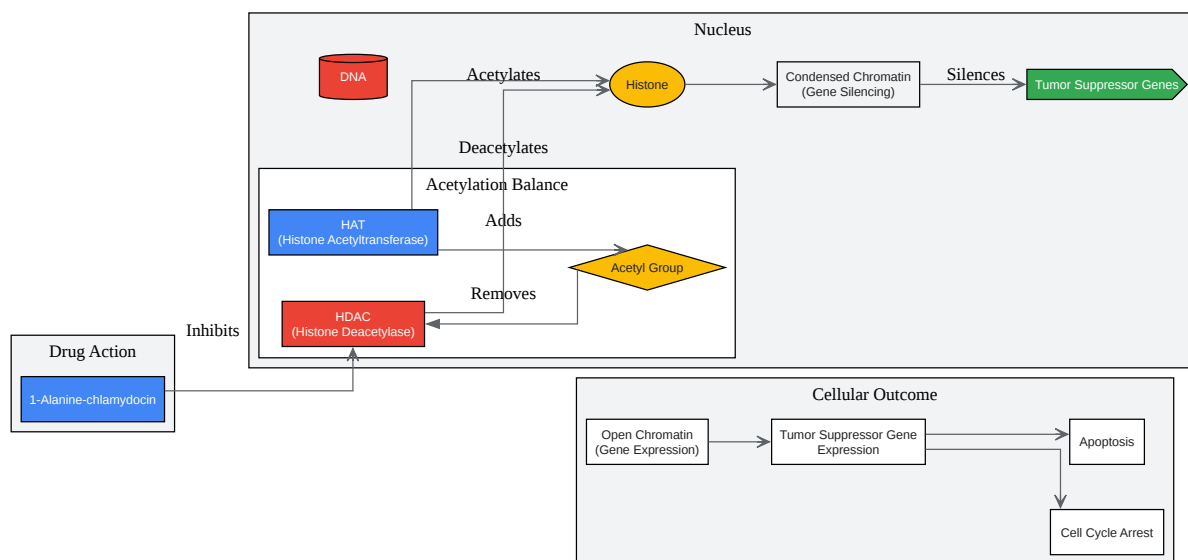 Nucleus
DNA
Acetylates
Histone
Condensed Chromatin
(Gene Silencing)
Silences
Tumor Suppressor Genes
Deacetylates
Acetylation Balance
HAT
(Histone Acetyltransferase)
Adds
Acetyl Group
Removes
HDAC
(Histone Deacetylase)
Inhibits
Drug Action
1-Alanine-chlamydocin
Cellular Outcome
Open Chromatin
(Gene Expression)
Tumor Suppressor Gene
Expression
Apoptosis
Cell Cycle Arrest